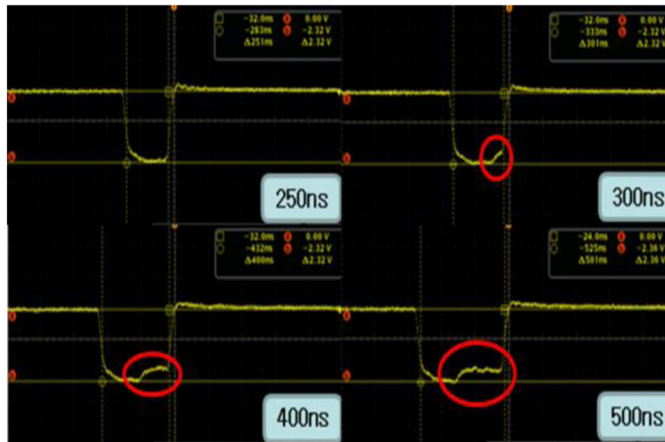 -32.0ns 0.00 V
-283ns -2.32 V
Δ251ns Δ2.32 V
250ns
-32.0ns 0.00 V
-333ns -2.32 V
Δ301ns Δ2.32 V
300ns
-32.0ns 0.00 V
-432ns -2.32 V
Δ400ns Δ2.32 V
400ns
-24.0ns 0.00 V
-525ns -2.36 V
Δ501ns Δ2.36 V
500ns